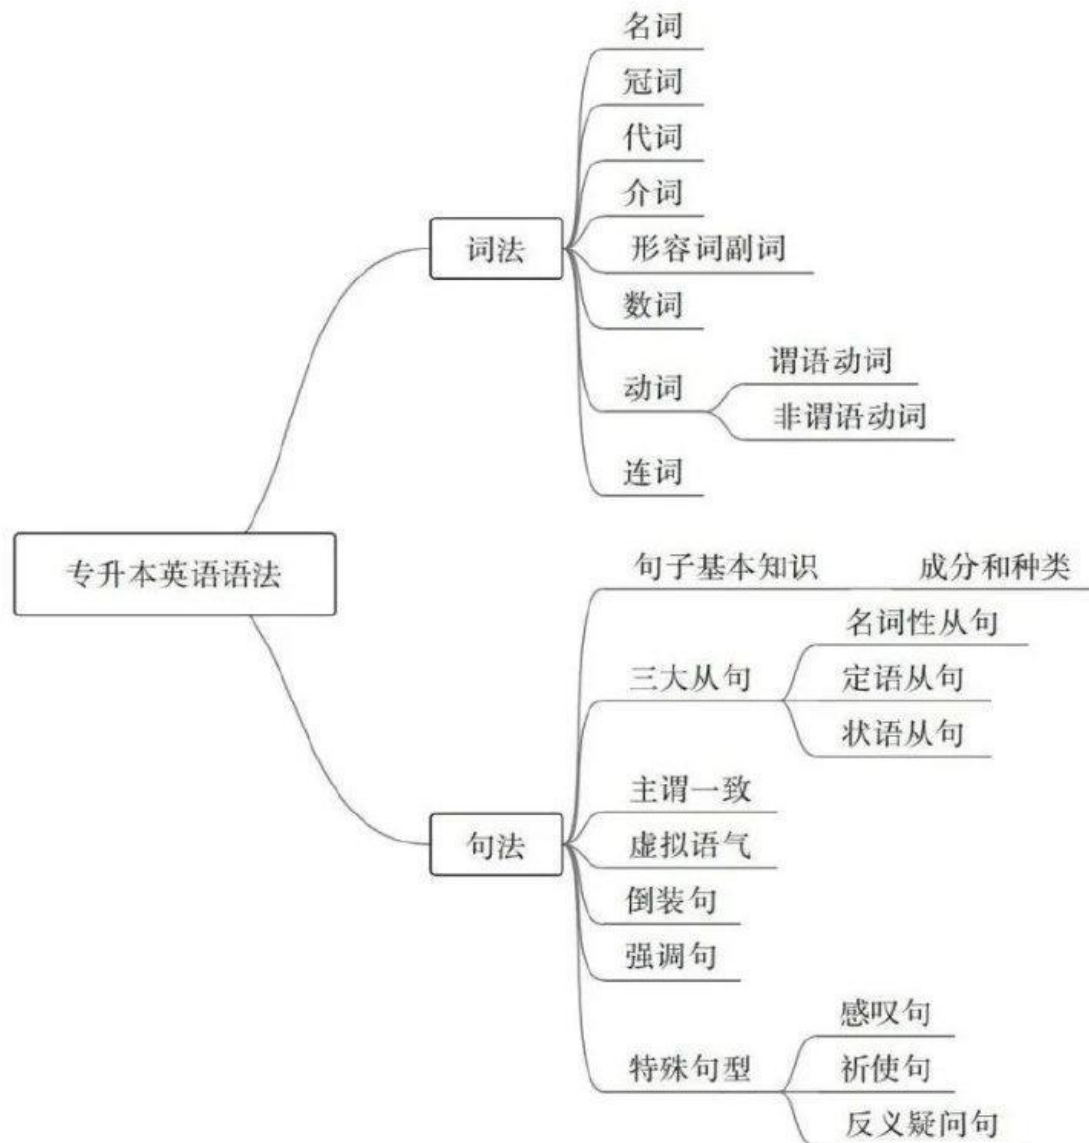 名词
冠词
代词
介词
词法
形容词副词
数词
谓语动词
动词
非谓语动词
连词
专升本英语语法
句子基本知识
成分和种类
名词性从句
三大从句
定语从句
状语从句
主谓一致
虚拟语气
句法
倒装句
强调句
感叹句
特殊句型
祈使句
反义疑问句